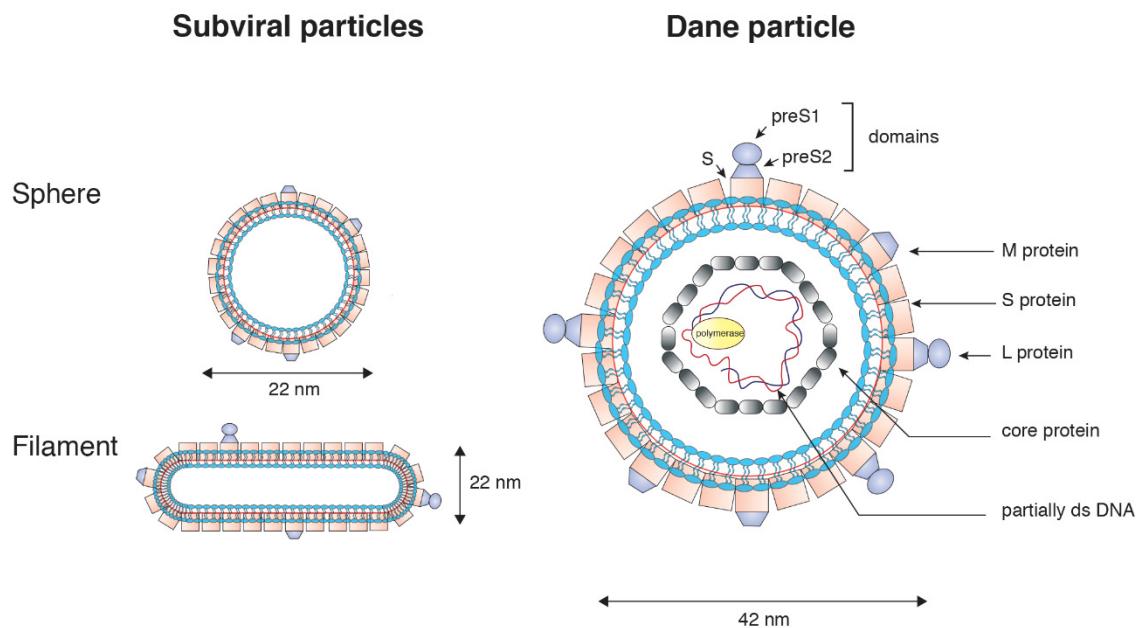 Subviral particles
Dane particle
preS1
domains
S
preS2
Sphere
M protein
S protein
polymerase
L protein
22 nm
core protein
Filament
22 nm
partially ds DNA
42 nm